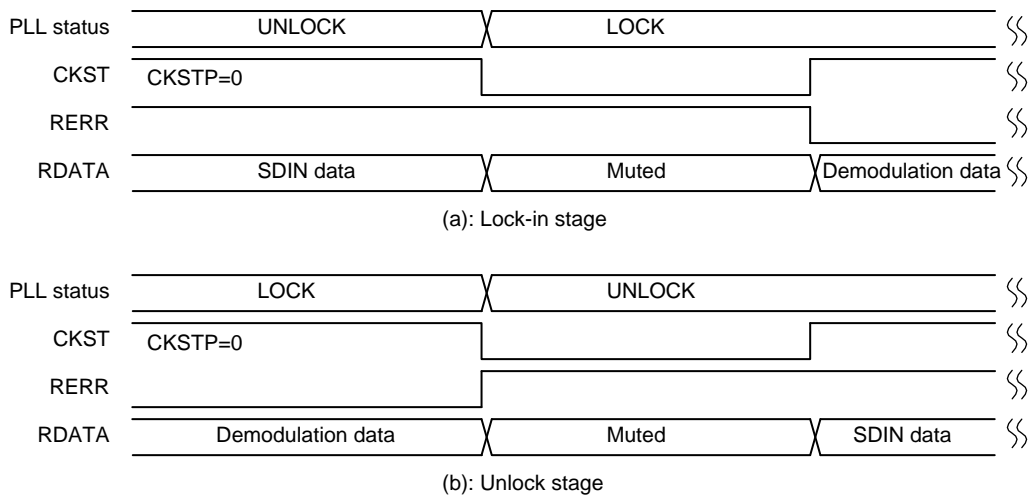 PLL status UNLOCK LOCK
CKST CKSTP=0
RERR
RDATA SDIN data Muted Demodulation data
(a): Lock-in stage
PLL status LOCK UNLOCK
CKST CKSTP=0
RERR
RDATA Demodulation data Muted SDIN data
(b): Unlock stage